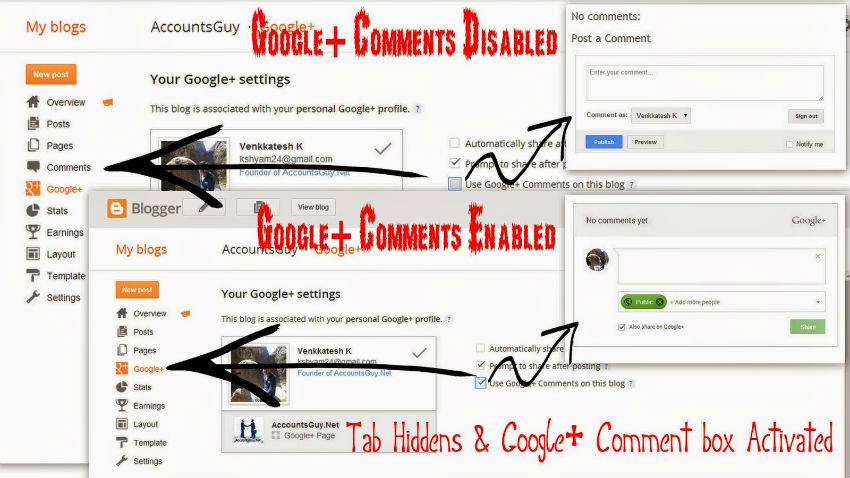 My blogs
AccountsGuy · Google+
Google+ Comments Disabled
New post
Overview
Posts
Pages
Comments
Google+
Stats
Earnings
Layout
Template
Settings
Your Google+ settings
This blog is associated with your personal Google+ profile. ?
Venkkatesh K
kshyam24@gmail.com
Founder of AccountsGuy.Net
Automatically share a
Prompt to share after p
Use Google+ Comments on this blog ?
No comments:
Post a Comment
Enter your comment...
Comment as: Venkkatesh K
Sign out
Publish
Preview
Notify me
Blogger
View blog
Google+ Comments Enabled
My blogs
AccountsGuy · Google+
New post
Overview
Posts
Pages
Google+
Stats
Earnings
Layout
Template
Settings
Your Google+ settings
This blog is associated with your personal Google+ profile. ?
Venkkatesh K
kshyam24@gmail.com
Founder of AccountsGuy.Net
AccountsGuy.Net
Google+ Page
Automatically share
Prompt to share after posting
Use Google+ Comments on this blog ?
No comments yet
Google+
Public
+ Add more people
Also share on Google+
Share
Tab Hiddens & Google+ Comment box Activated